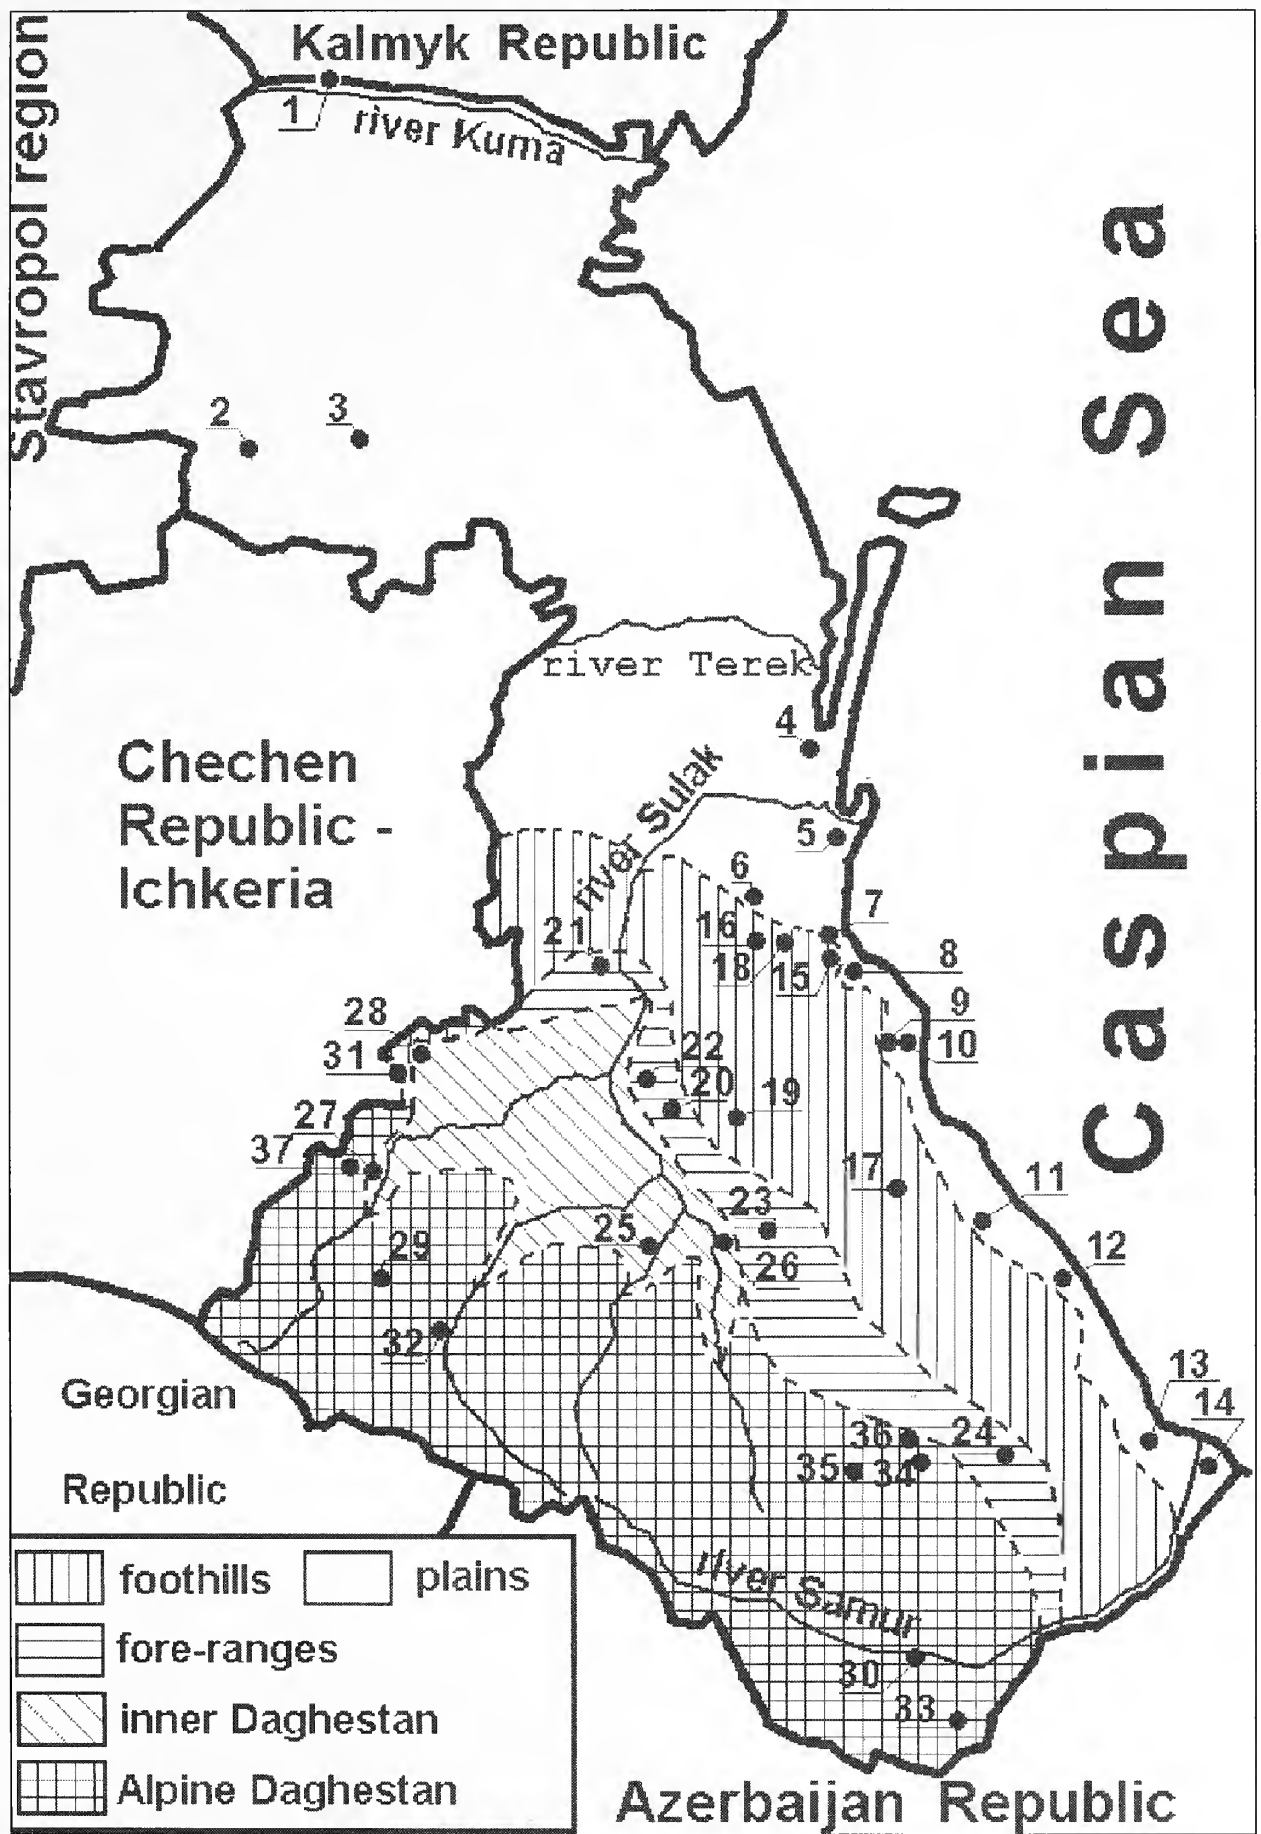 Kalmyk Republic
Stavropol region
1
river Kuma
Caspian Sea
2
3
river Terek
4
Chechen
Republic -
Ichkeria
river Sulak
5
6
7
21
16
18
15
8
28
9
10
31
22
20
19
27
37
17
23
11
25
29
26
12
32
13
14
Georgian
Republic
36
24
35
34
river Samur
30
33
foothills
plains
fore-ranges
inner Daghestan
Alpine Daghestan
Azerbaijan Republic